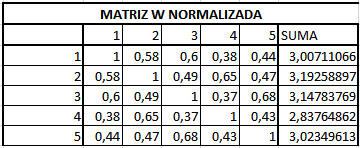 MATRIZ W NORMALIZADA
1 2 3 4 5 SUMA
1 1 0,58 0,6 0,38 0,44 3,00711066
2 0,58 1 0,49 0,65 0,47 3,19258897
3 0,6 0,49 1 0,37 0,68 3,14783769
4 0,38 0,65 0,37 1 0,43 2,83764862
5 0,44 0,47 0,68 0,43 1 3,02349613